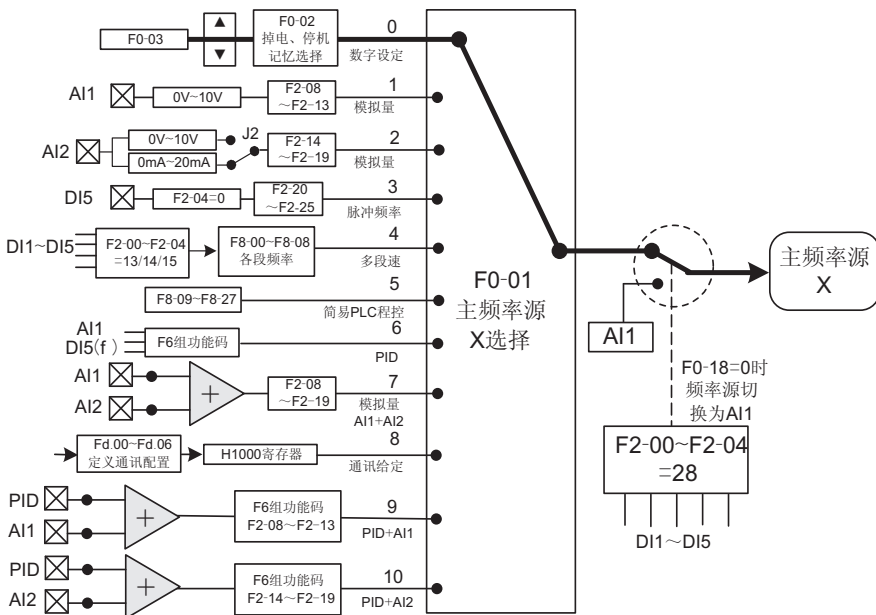 F0-03
▲
▼
F0-02
掉电、停机
记忆选择
0
数字设定
AI1
0V~10V
F2-08
～F2-13
1
模拟量
AI2
0V~10V
0mA~20mA
J2
F2-14
～F2-19
2
模拟量
DI5
F2-04=0
F2-20
～F2-25
3
脉冲频率
DI1~DI5
F2-00~F2-04
=13/14/15
F8-00~F8-08
各段频率
4
多段速
F8-09~F8-27
5
简易PLC程控
AI1
DI5(f )
F6组功能码
6
PID
AI1
AI2
+
F2-08
～F2-19
7
模拟量
AI1+AI2
Fd.00~Fd.06
定义通讯配置
H1000寄存器
8
通讯给定
PID
AI1
+
F6组功能码
F2-08～F2-13
9
PID+AI1
PID
AI2
+
F6组功能码
F2-14～F2-19
10
PID+AI2
F0-01
主频率源
X选择
AI1
主频率源
X
F0-18=0时
频率源切
换为AI1
F2-00~F2-04
=28
DI1～DI5